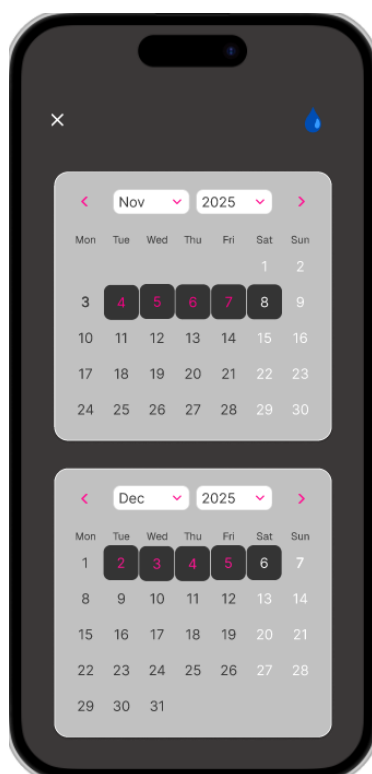 ×
Nov 2025
Mon Tue Wed Thu Fri Sat Sun
1 2
3 4 5 6 7 8 9
10 11 12 13 14 15 16
17 18 19 20 21 22 23
24 25 26 27 28 29 30
Dec 2025
Mon Tue Wed Thu Fri Sat Sun
1 2 3 4 5 6 7
8 9 10 11 12 13 14
15 16 17 18 19 20 21
22 23 24 25 26 27 28
29 30 31